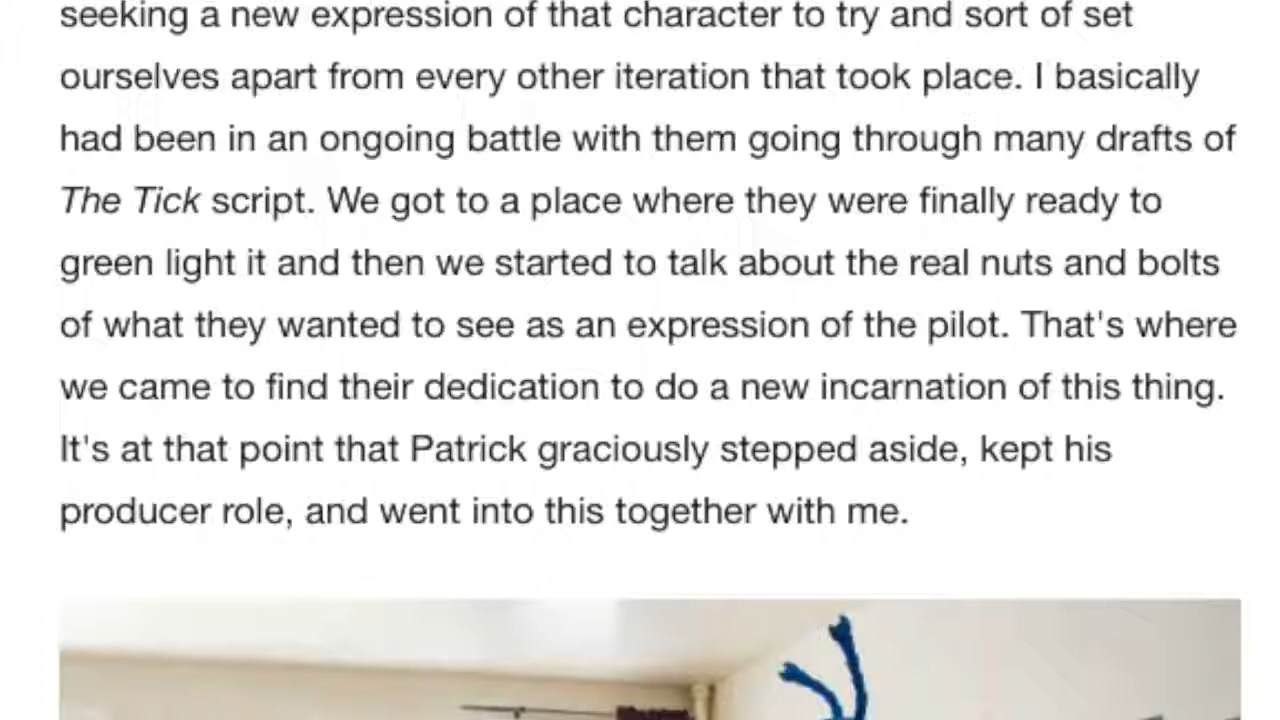 seeking a new expression of that character to try and sort of set
ourselves apart from every other iteration that took place. I basically
had been in an ongoing battle with them going through many drafts of
The Tick script. We got to a place where they were finally ready to
green light it and then we started to talk about the real nuts and bolts
of what they wanted to see as an expression of the pilot. That's where
we came to find their dedication to do a new incarnation of this thing.
It's at that point that Patrick graciously stepped aside, kept his
producer role, and went into this together with me.